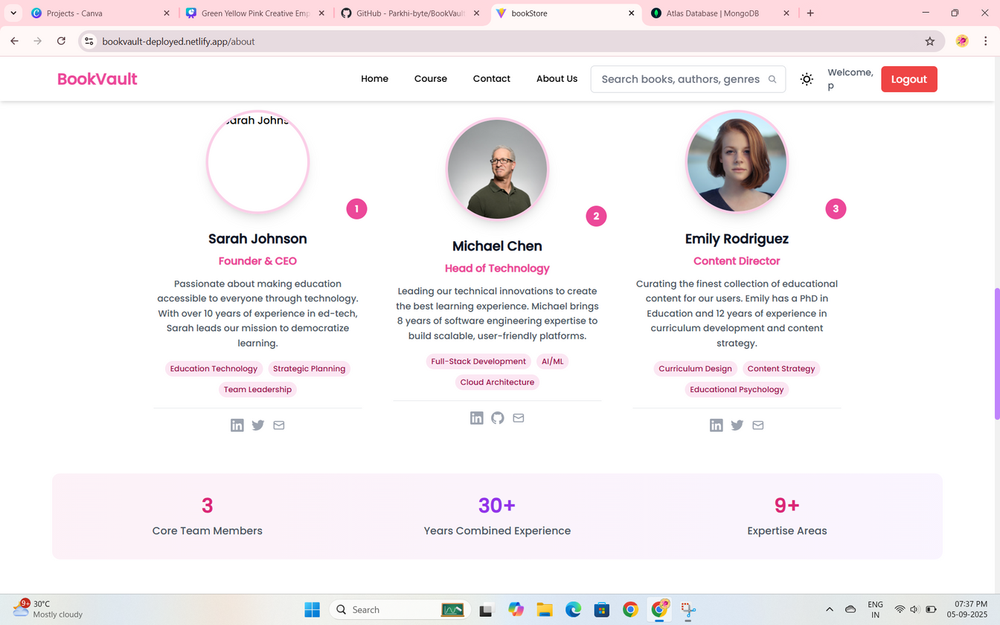 Projects - Canva
Green Yellow Pink Creative Emp
GitHub - Parkhi-byte/BookVault
bookStore
Atlas Database | MongoDB
bookvault-deployed.netlify.app/about
BookVault
Home
Course
Contact
About Us
Search books, authors, genres
Welcome,
p
Logout
Sarah Johns
1
Sarah Johnson
Founder & CEO
Passionate about making education
accessible to everyone through technology.
With over 10 years of experience in ed-tech,
Sarah leads our mission to democratize
learning.
Education Technology
Strategic Planning
Team Leadership
2
Michael Chen
Head of Technology
Leading our technical innovations to create
the best learning experience. Michael brings
8 years of software engineering expertise to
build scalable, user-friendly platforms.
Full-Stack Development
AI/ML
Cloud Architecture
3
Emily Rodriguez
Content Director
Curating the finest collection of educational
content for our users. Emily has a PhD in
Education and 12 years of experience in
curriculum development and content
strategy.
Curriculum Design
Content Strategy
Educational Psychology
3
Core Team Members
30+
Years Combined Experience
9+
Expertise Areas
9+
30°C
Mostly cloudy
Search
ENG
IN
07:37 PM
05-09-2025